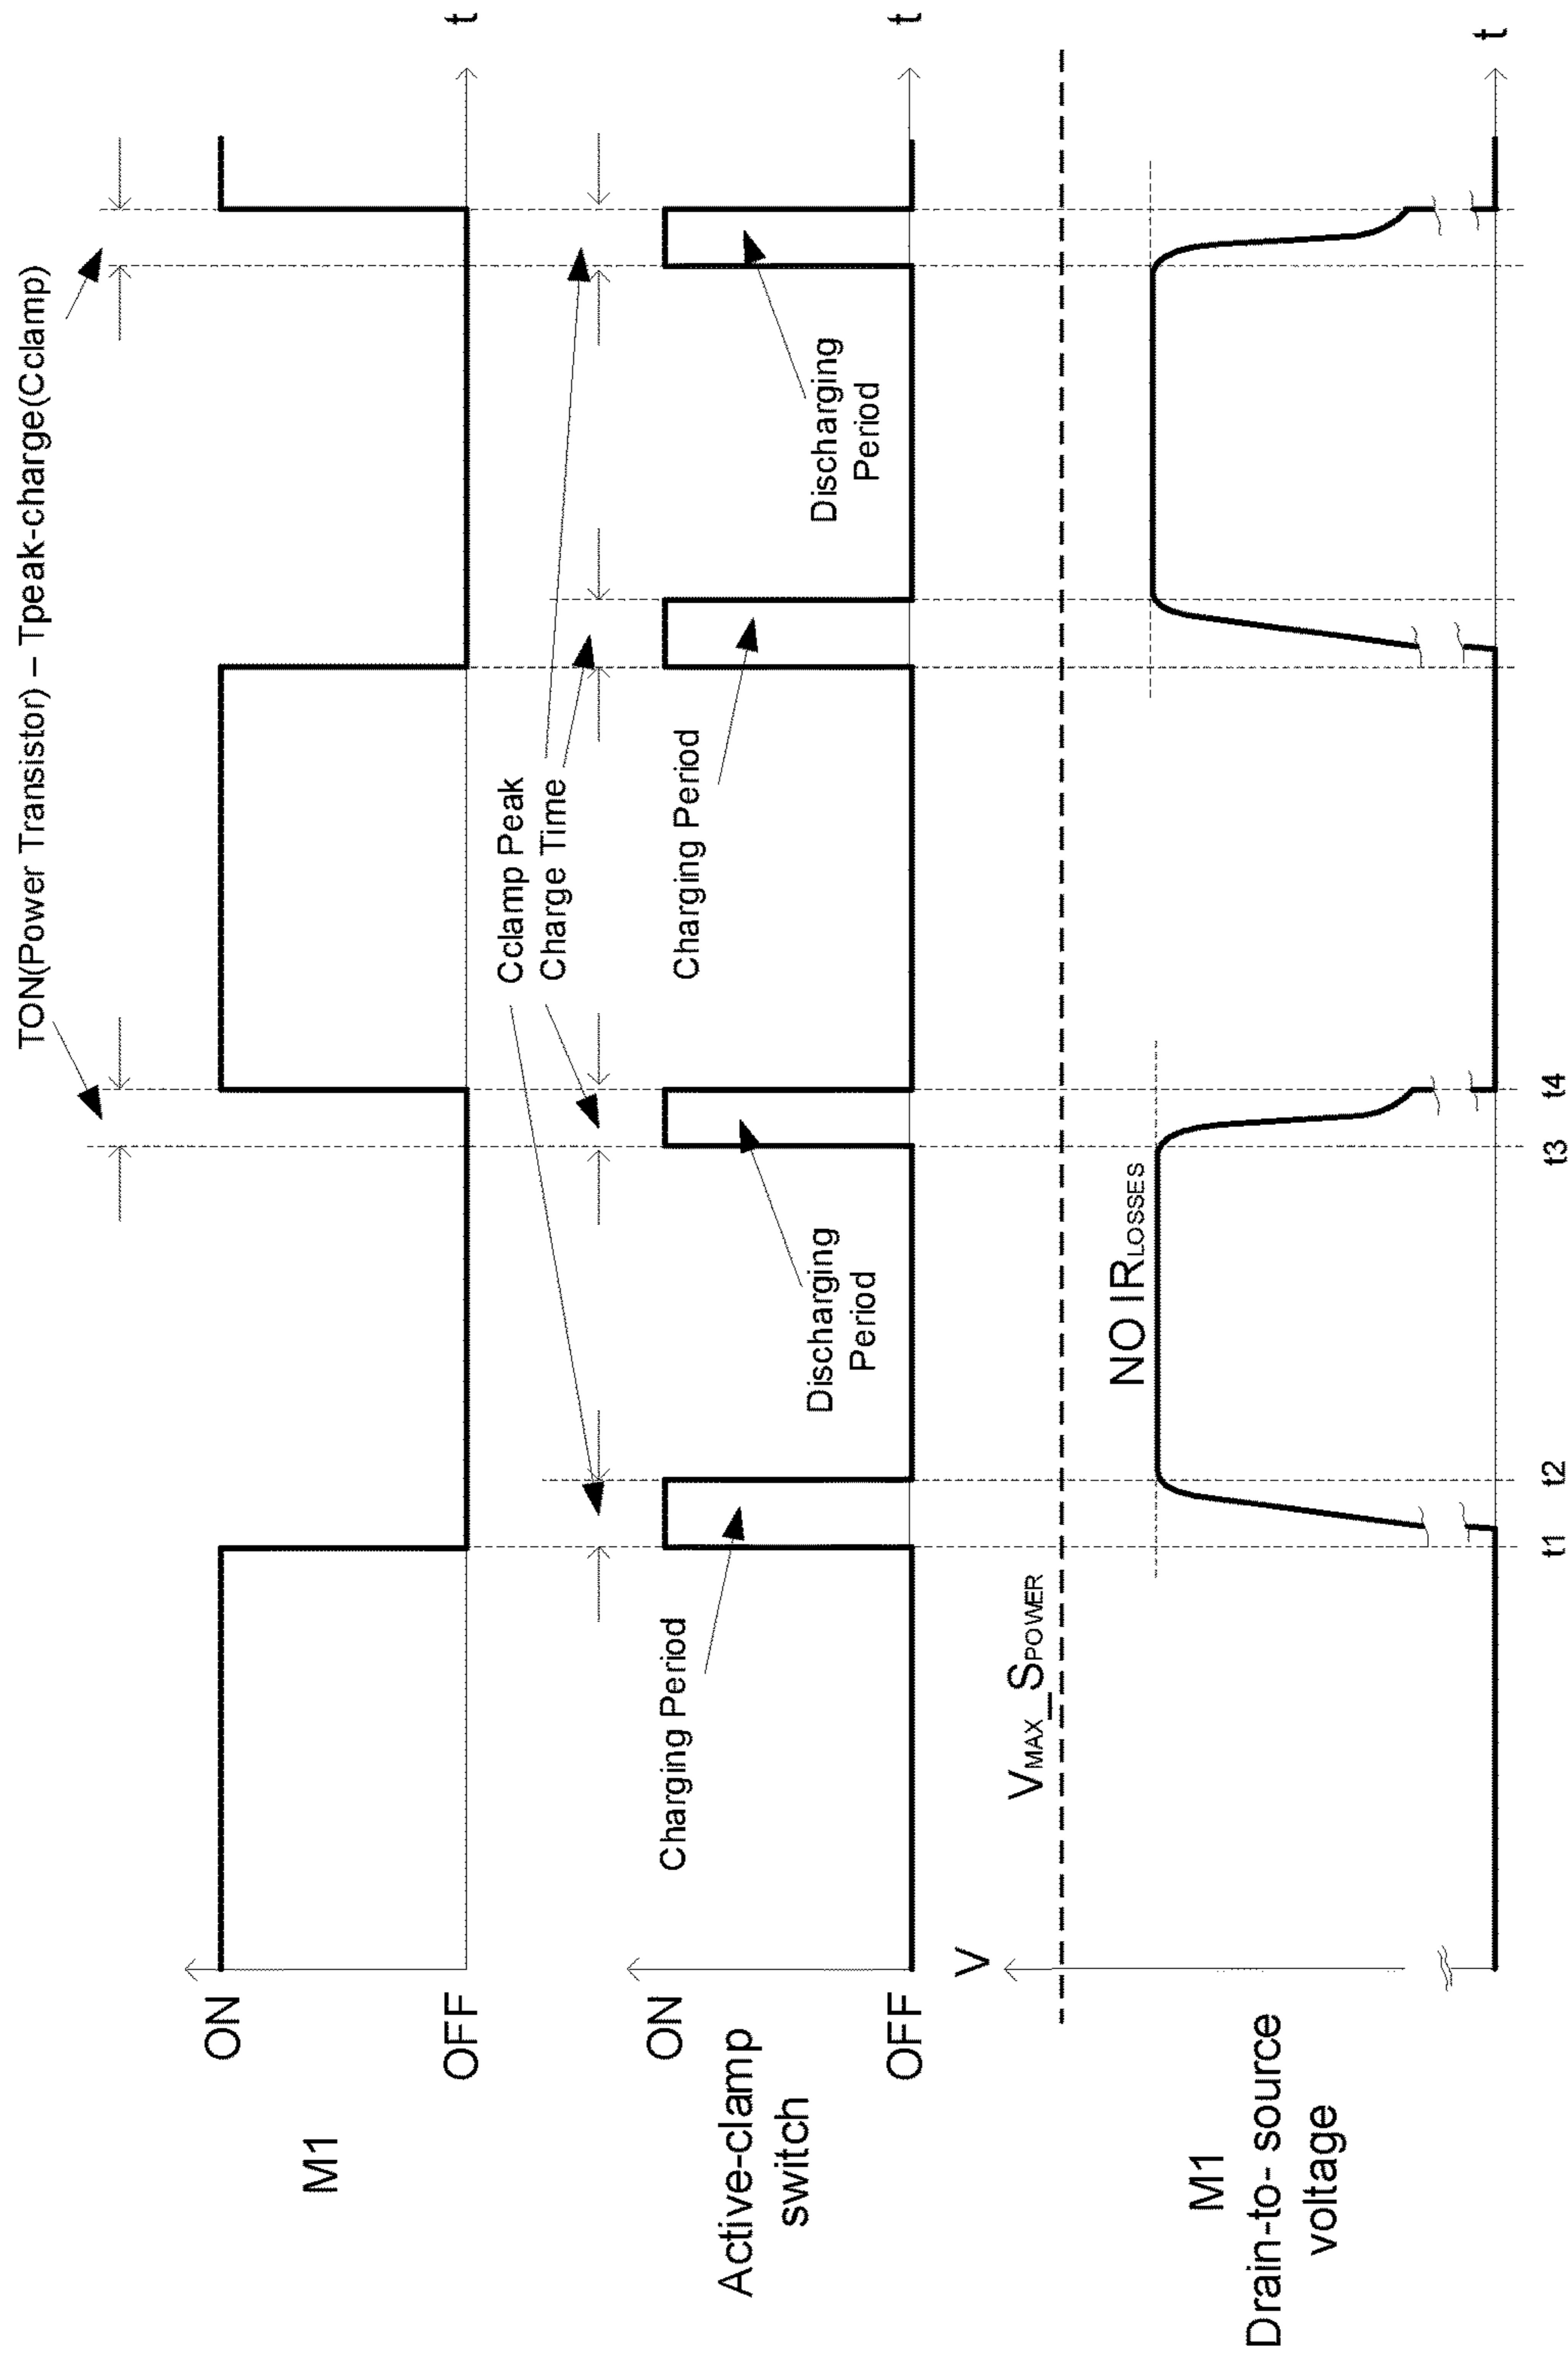 TON(Power Transistor) – Tpeak-charge(Cclamp)
ON
M1
OFF
t
Cclamp Peak
Charge Time
ON
Active-clamp
switch
OFF
Charging Period
Discharging
Period
Charging Period
Discharging
Period
t
V
VMAX_SPOWER
NO IRLOSSES
M1
Drain-to- source
voltage
t
t1
t2
t3
t4